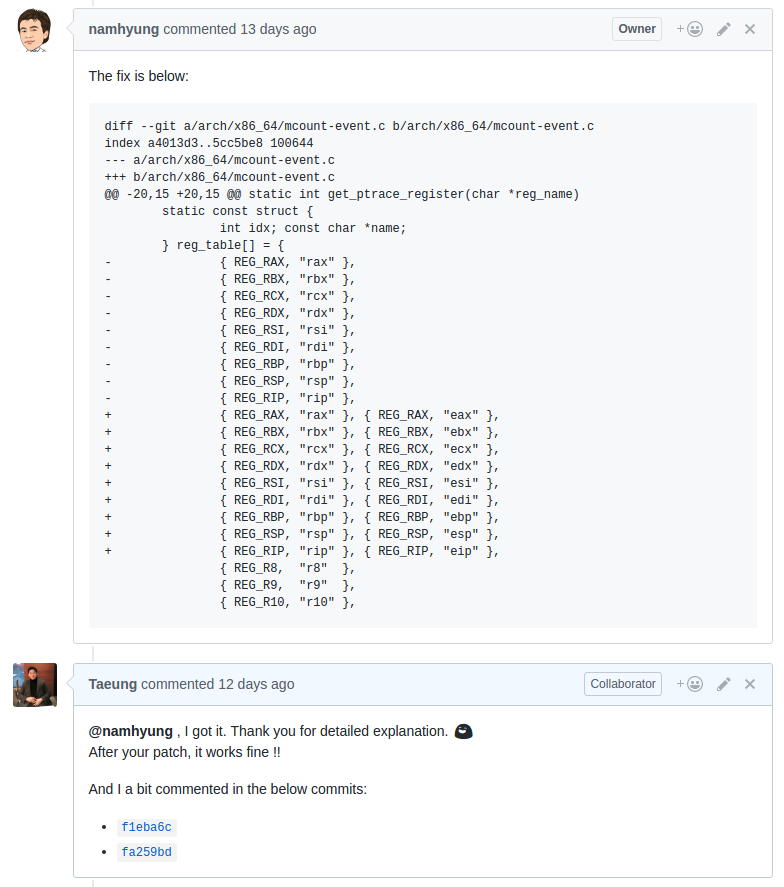 namhyung commented 13 days ago Owner
The fix is below:
diff --git a/arch/x86_64/mcount-event.c b/arch/x86_64/mcount-event.c
index a4013d3..5cc5be8 100644
--- a/arch/x86_64/mcount-event.c
+++ b/arch/x86_64/mcount-event.c
@@ -20,15 +20,15 @@ static int get_ptrace_register(char *reg_name)
        static const struct {
                int idx; const char *name;
        } reg_table[] = {
-               { REG_RAX, "rax" },
-               { REG_RBX, "rbx" },
-               { REG_RCX, "rcx" },
-               { REG_RDX, "rdx" },
-               { REG_RSI, "rsi" },
-               { REG_RDI, "rdi" },
-               { REG_RBP, "rbp" },
-               { REG_RSP, "rsp" },
-               { REG_RIP, "rip" },
+               { REG_RAX, "rax" }, { REG_RAX, "eax" },
+               { REG_RBX, "rbx" }, { REG_RBX, "ebx" },
+               { REG_RCX, "rcx" }, { REG_RCX, "ecx" },
+               { REG_RDX, "rdx" }, { REG_RDX, "edx" },
+               { REG_RSI, "rsi" }, { REG_RSI, "esi" },
+               { REG_RDI, "rdi" }, { REG_RDI, "edi" },
+               { REG_RBP, "rbp" }, { REG_RBP, "ebp" },
+               { REG_RSP, "rsp" }, { REG_RSP, "esp" },
+               { REG_RIP, "rip" }, { REG_RIP, "eip" },
                { REG_R8,  "r8"  },
                { REG_R9,  "r9"  },
                { REG_R10, "r10" },
Taeung commented 12 days ago Collaborator
@namhyung , I got it. Thank you for detailed explanation.
After your patch, it works fine !!
And I a bit commented in the below commits:
• f1eba6c
• fa259bd